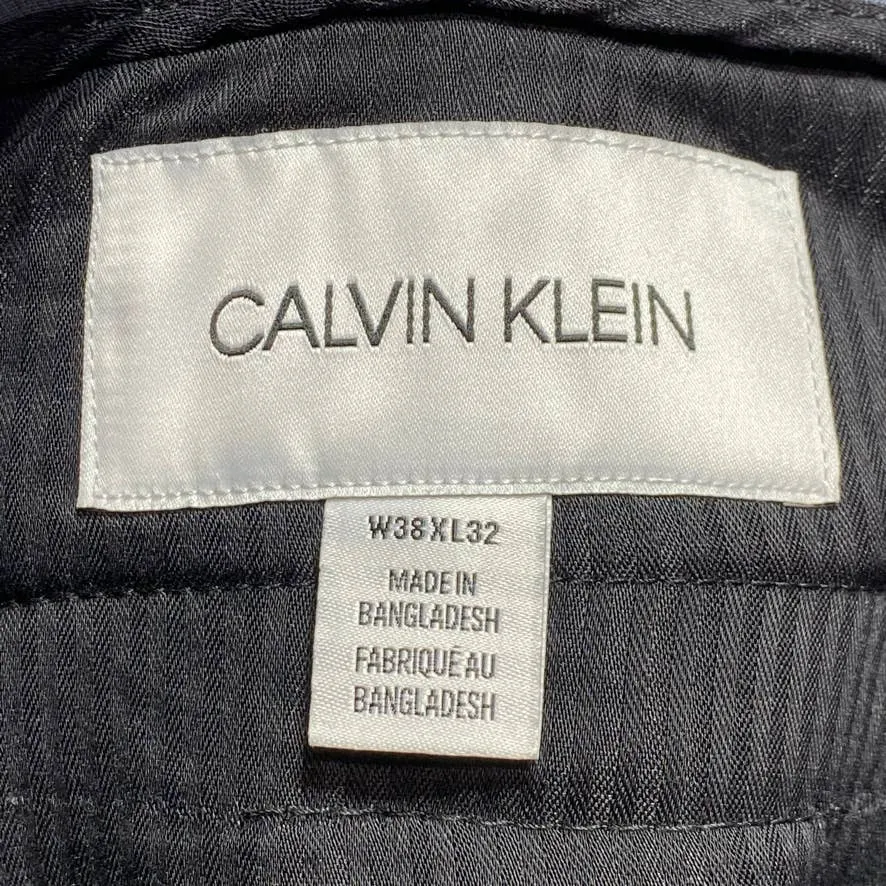 CALVIN KLEIN
W38XL32
MADE IN
BANGLADESH
FABRIQUÉ AU
BANGLADESH